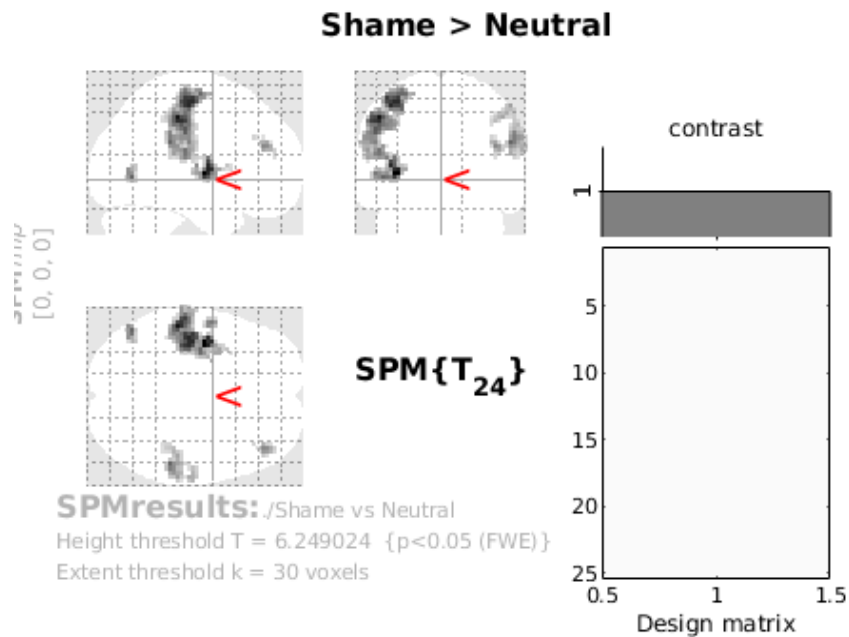 Shame > Neutral
contrast
1
SPMmip
[0, 0, 0]
<
<
<
SPM{T24}
5
10
15
20
25
0.5 1 1.5
Design matrix
SPMresults: ./Shame vs Neutral
Height threshold T = 6.249024 {p<0.05 (FWE)}
Extent threshold k = 30 voxels